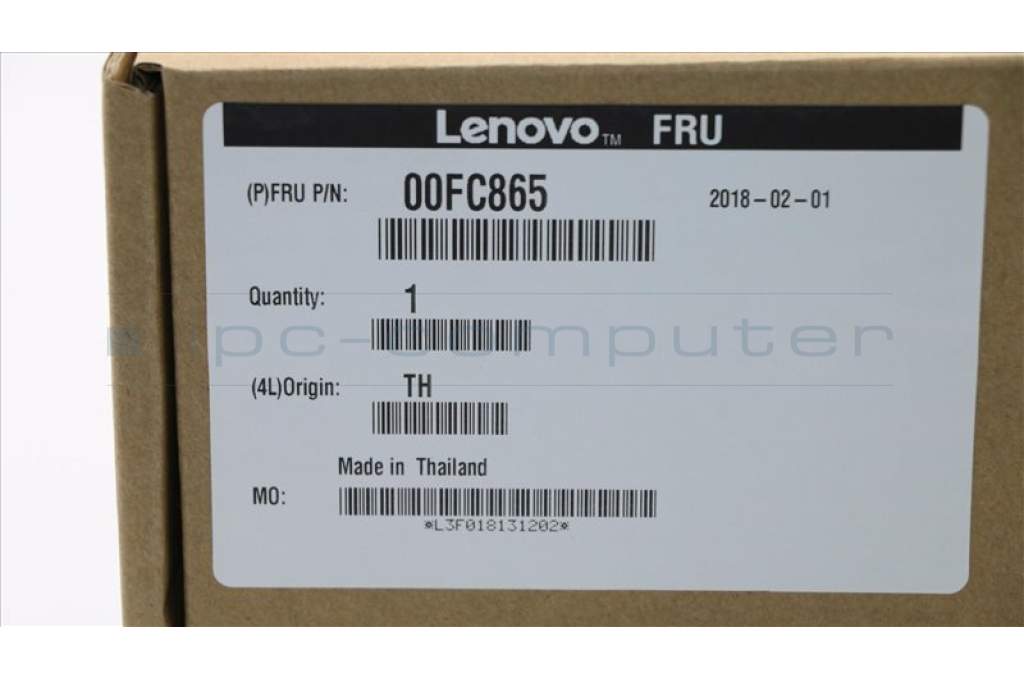 Lenovo™ FRU
(P)FRU P/N: 00FC865 2018-02-01
Quantity: 1
pc-computer
(4L)Origin: TH
Made in Thailand
MO:
*L3F018131202*